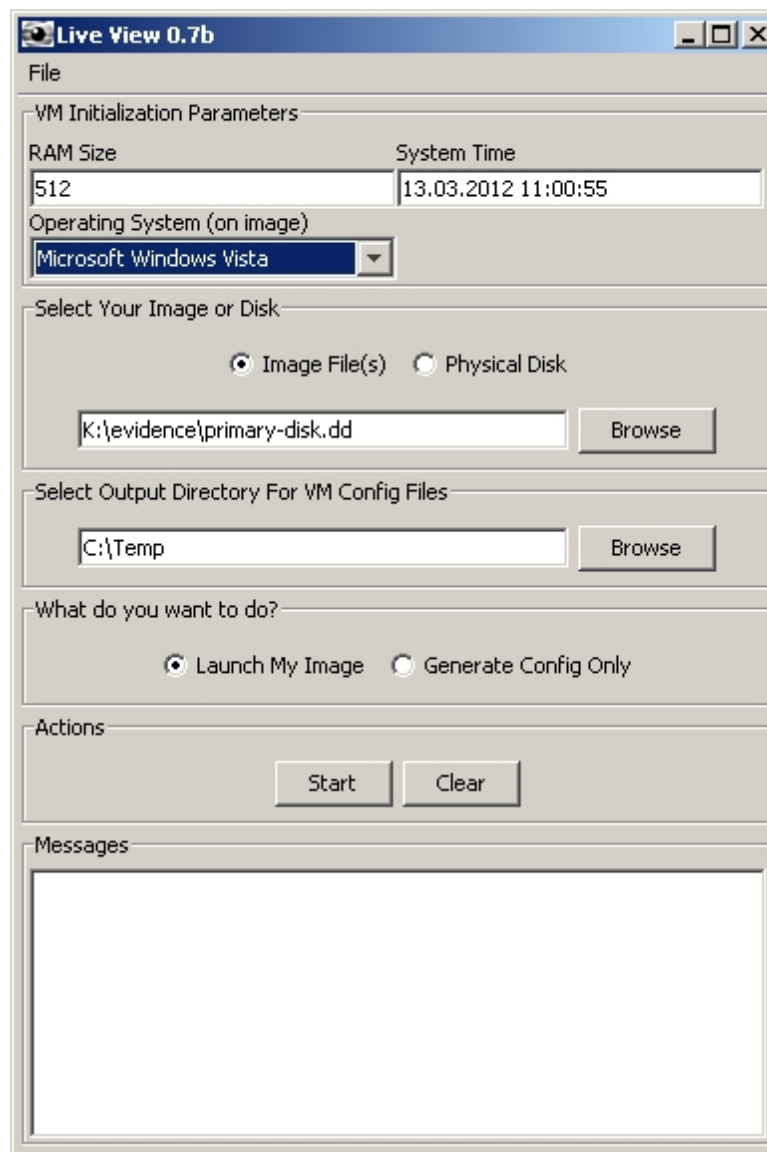 Live View 0.7b
File
VM Initialization Parameters
RAM Size System Time
512 13.03.2012 11:00:55
Operating System (on image)
Microsoft Windows Vista
Select Your Image or Disk
Image File(s) Physical Disk
K:\evidence\primary-disk.dd Browse
Select Output Directory For VM Config Files
C:\Temp Browse
What do you want to do?
Launch My Image Generate Config Only
Actions
Start Clear
Messages